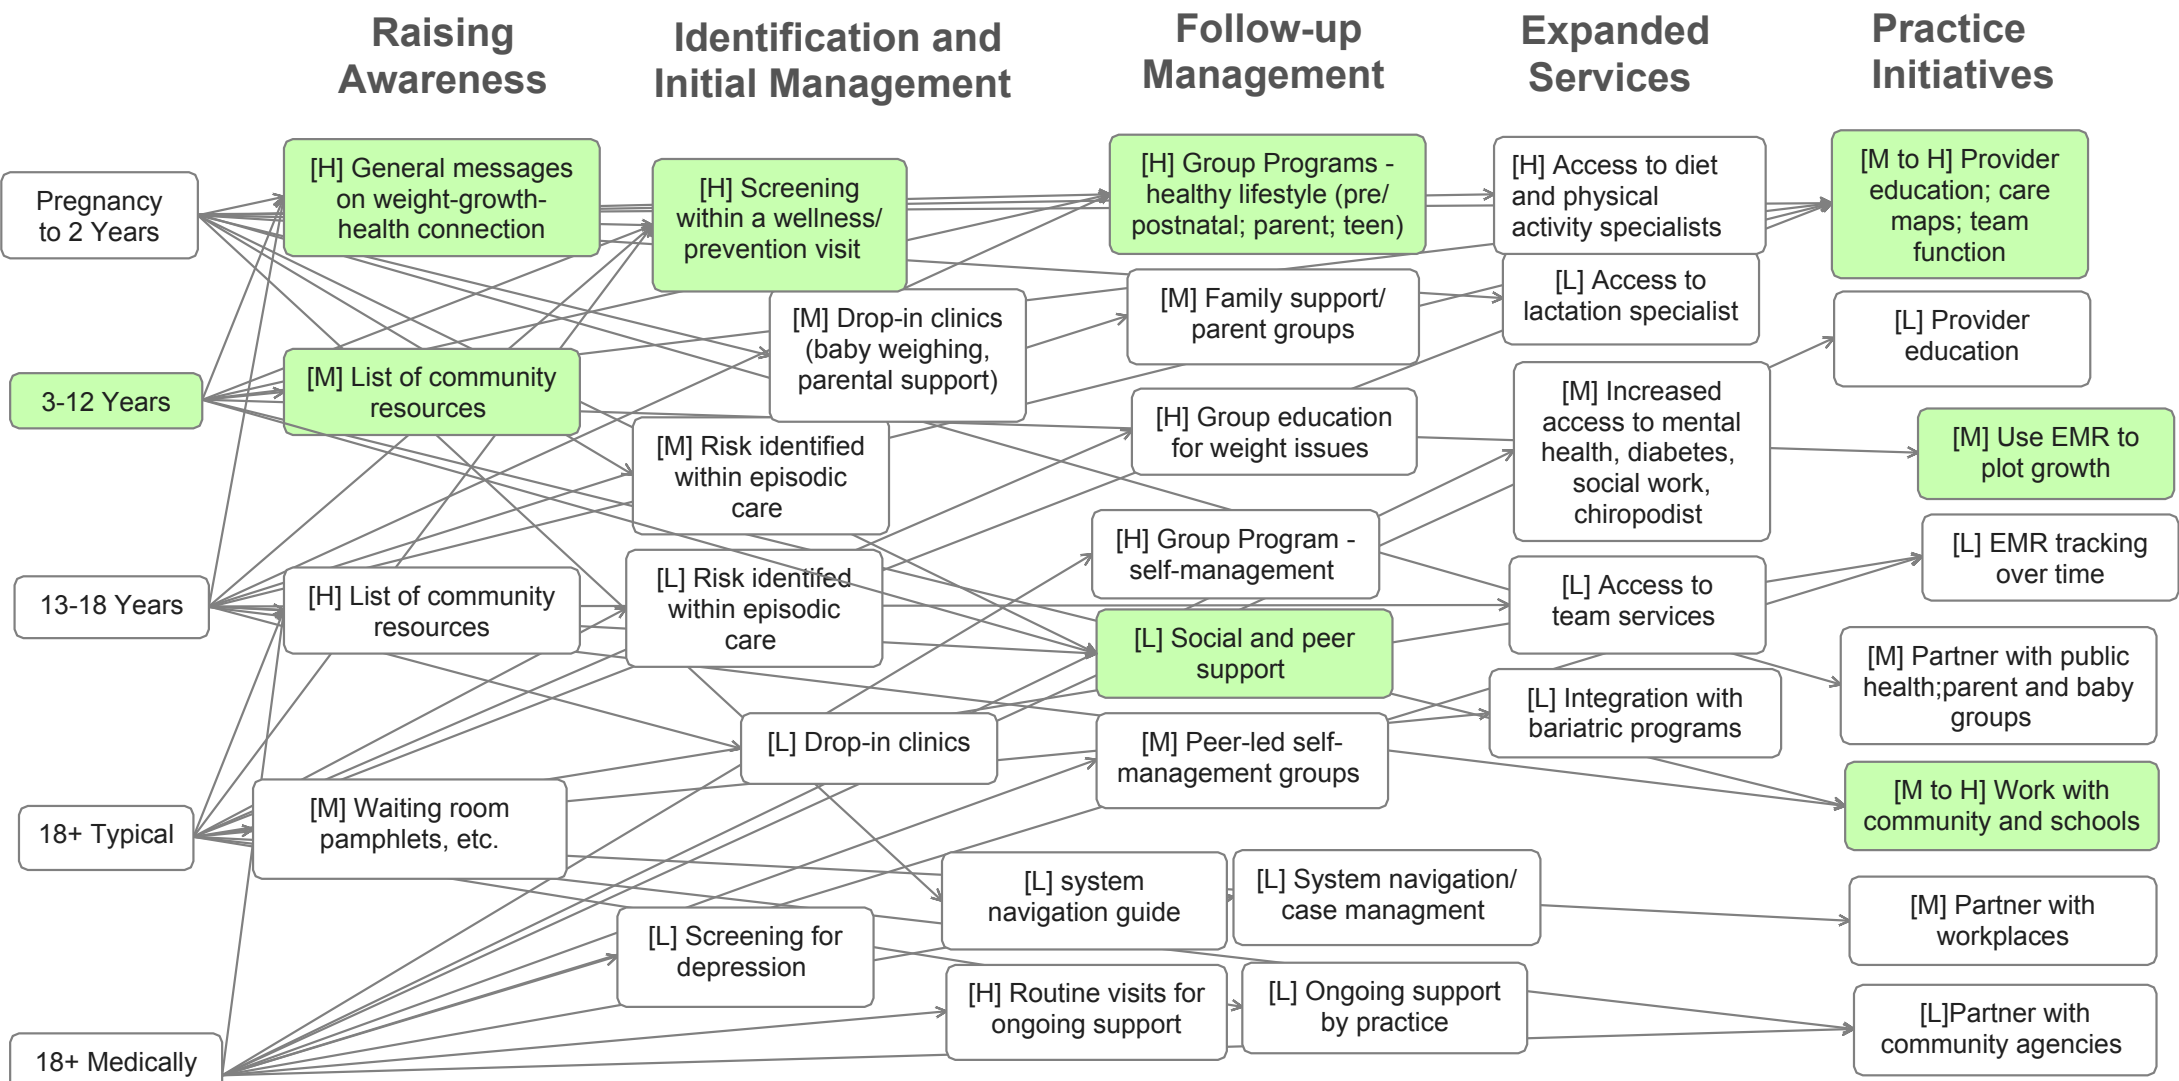 Raising
Awareness
Identification and
Initial Management
Follow-up
Management
Expanded
Services
Practice
Initiatives
Pregnancy
to 2 Years
3-12 Years
13-18 Years
18+ Typical
18+ Medically
[H] General messages
on weight-growth-
health connection
[M] List of community
resources
[H] List of community
resources
[M] Waiting room
pamphlets, etc.
[H] Screening
within a wellness/
prevention visit
[M] Drop-in clinics
(baby weighing,
parental support)
[M] Risk identified
within episodic
care
[L] Risk identifed
within episodic
care
[L] Drop-in clinics
[L] Screening for
depression
[H] Group Programs -
healthy lifestyle (pre/
postnatal; parent; teen)
[M] Family support/
parent groups
[H] Group education
for weight issues
[H] Group Program -
self-management
[L] Social and peer
support
[M] Peer-led self-
management groups
[L] system
navigation guide
[H] Routine visits for
ongoing support
[H] Access to diet
and physical
activity specialists
[L] Access to
lactation specialist
[M] Increased
access to mental
health, diabetes,
social work,
chiropodist
[L] Access to
team services
[L] Integration with
bariatric programs
[L] System navigation/
case managment
[L] Ongoing support
by practice
[M to H] Provider
education; care
maps; team
function
[L] Provider
education
[M] Use EMR to
plot growth
[L] EMR tracking
over time
[M] Partner with public
health;parent and baby
groups
[M to H] Work with
community and schools
[M] Partner with
workplaces
[L]Partner with
community agencies